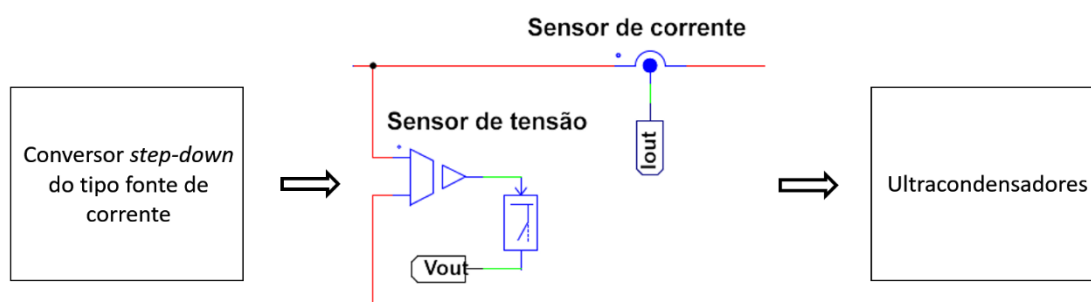 Sensor de corrente
Conversor step-down
do tipo fonte de
corrente
Sensor de tensão
Iout
Vout
Ultracondensadores